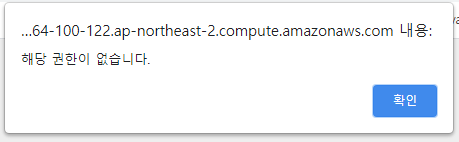 ...64-100-122.ap-northeast-2.compute.amazonaws.com 내용:
해당 권한이 없습니다.
확인